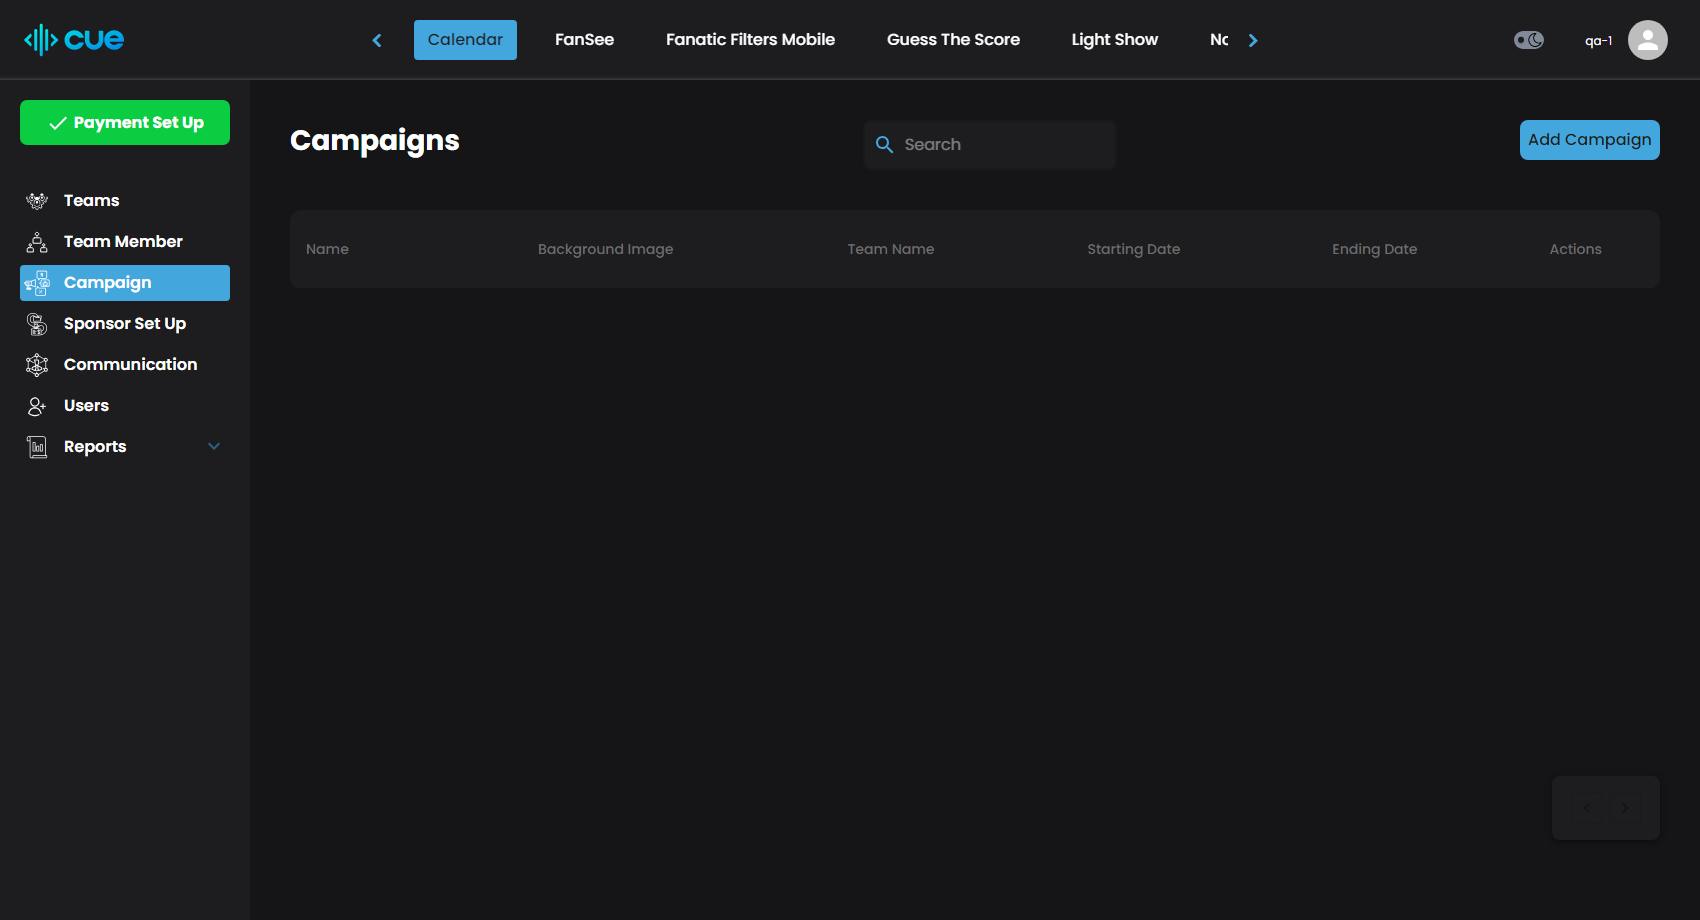 cue
Calendar FanSee Fanatic Filters Mobile Guess The Score Light Show
qa-1
Payment Set Up
Teams
Team Member
Campaign
Sponsor Set Up
Communication
Users
Reports
Campaigns
Search
Add Campaign
Name Background Image Team Name Starting Date Ending Date Actions